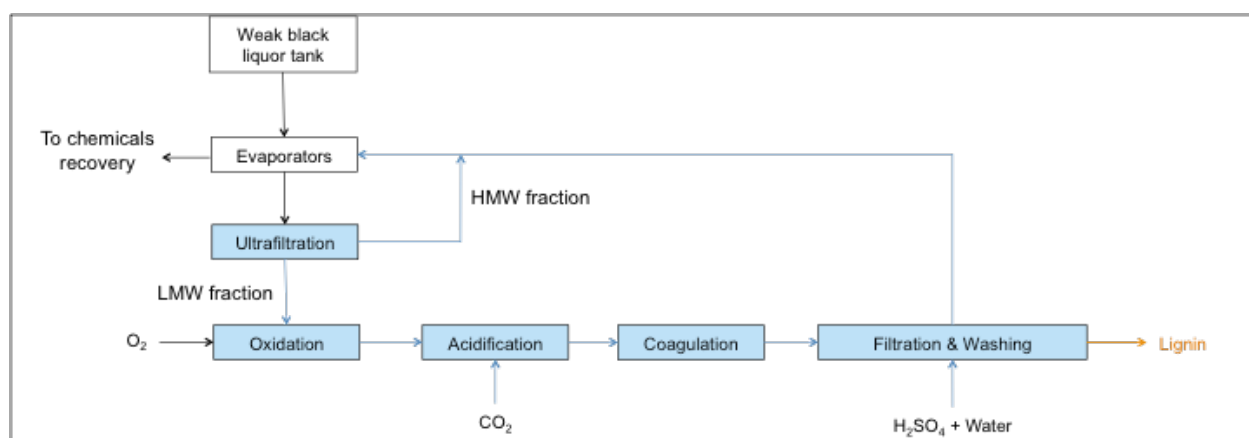 Weak black
liquor tank
To chemicals
recovery
Evaporators
HMW fraction
Ultrafiltration
LMW fraction
O₂
Oxidation
Acidification
Coagulation
Filtration & Washing
Lignin
CO₂
H₂SO₄ + Water